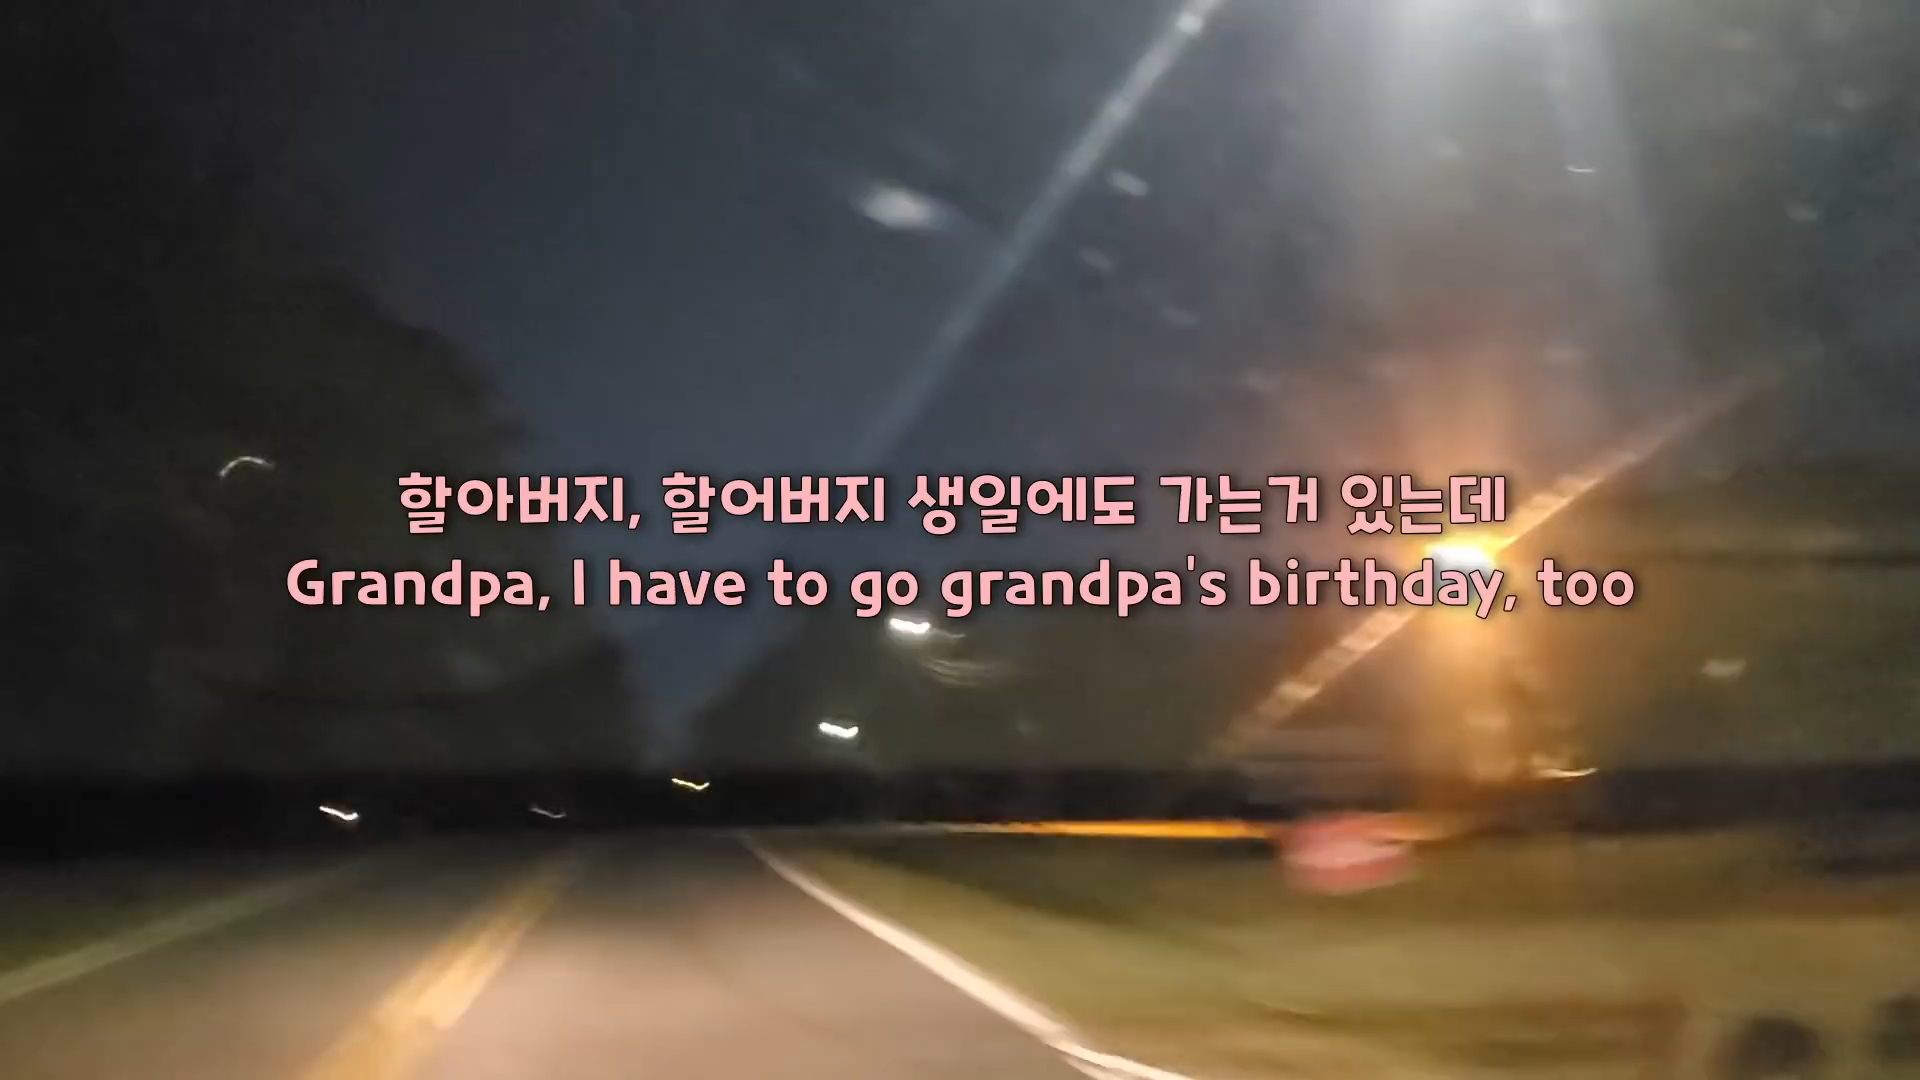 할아버지, 할어버지 생일에도 가는거 있는데
Grandpa, I have to go grandpa's birthday, too